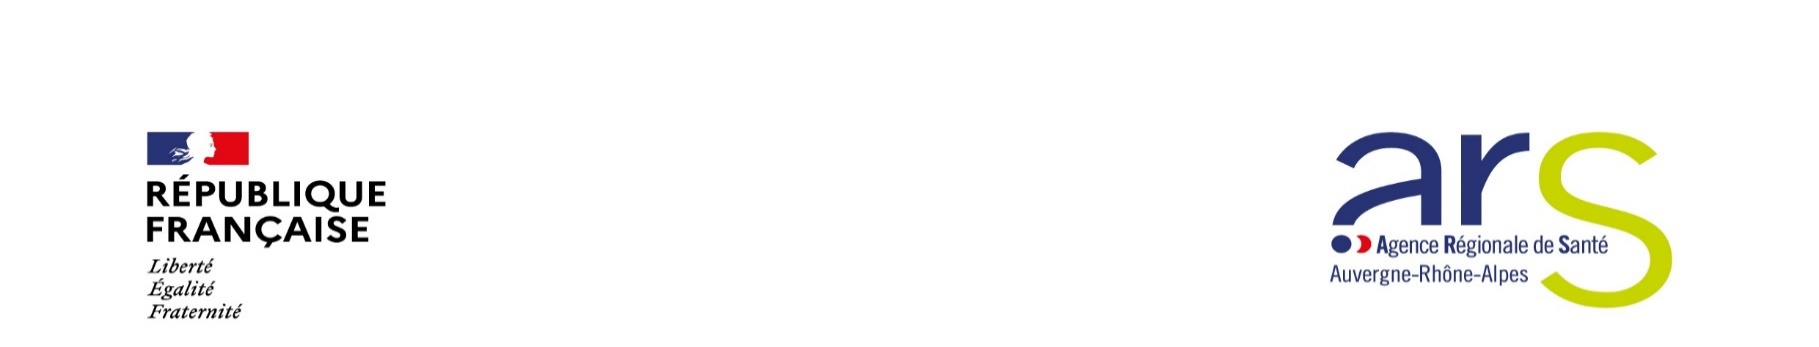 RÉPUBLIQUE
FRANÇAISE
Liberté
Égalité
Fraternité
ars
Agence Régionale de Santé
Auvergne-Rhône-Alpes